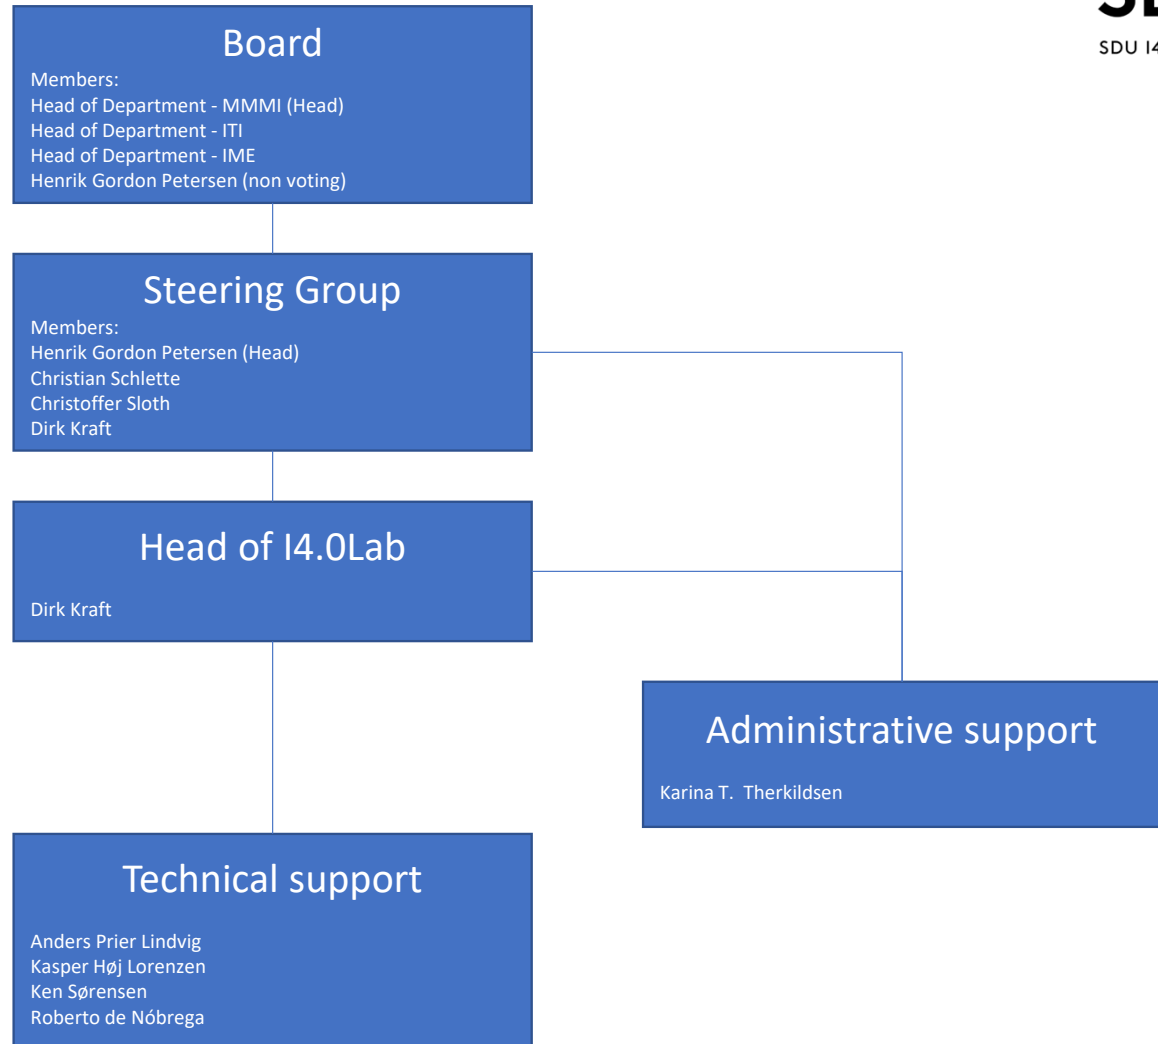 SDU I4
Board
Members:
Head of Department - MMMI (Head)
Head of Department - ITI
Head of Department - IME
Henrik Gordon Petersen (non voting)
Steering Group
Members:
Henrik Gordon Petersen (Head)
Christian Schlette
Christoffer Sloth
Dirk Kraft
Head of I4.0Lab
Dirk Kraft
Administrative support
Karina T.  Therkildsen
Technical support
Anders Prier Lindvig
Kasper Høj Lorenzen
Ken Sørensen
Roberto de Nóbrega